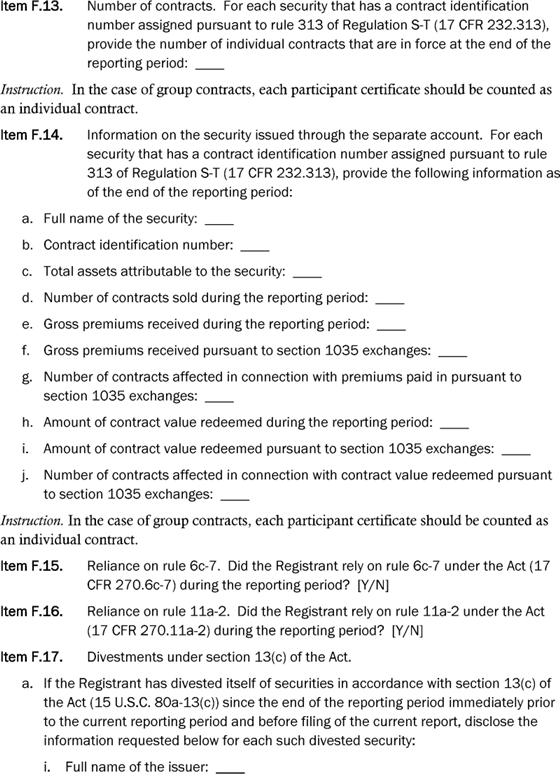 Item F.13. Number of contracts. For each security that has a contract identification
number assigned pursuant to rule 313 of Regulation S-T (17 CFR 232.313),
provide the number of individual contracts that are in force at the end of the
reporting period: ____
Instruction. In the case of group contracts, each participant certificate should be counted as
an individual contract.
Item F.14. Information on the security issued through the separate account. For each
security that has a contract identification number assigned pursuant to rule
313 of Regulation S-T (17 CFR 232.313), provide the following information as
of the end of the reporting period:
a. Full name of the security: ____
b. Contract identification number: ____
c. Total assets attributable to the security: ____
d. Number of contracts sold during the reporting period: ____
e. Gross premiums received during the reporting period: ____
f. Gross premiums received pursuant to section 1035 exchanges: ____
g. Number of contracts affected in connection with premiums paid in pursuant to
section 1035 exchanges: ____
h. Amount of contract value redeemed during the reporting period: ____
i. Amount of contract value redeemed pursuant to section 1035 exchanges: ____
j. Number of contracts affected in connection with contract value redeemed pursuant
to section 1035 exchanges: ____
Instruction. In the case of group contracts, each participant certificate should be counted as
an individual contract.
Item F.15. Reliance on rule 6c-7. Did the Registrant rely on rule 6c-7 under the Act (17
CFR 270.6c-7) during the reporting period? [Y/N]
Item F.16. Reliance on rule 11a-2. Did the Registrant rely on rule 11a-2 under the Act
(17 CFR 270.11a-2) during the reporting period? [Y/N]
Item F.17. Divestments under section 13(c) of the Act.
a. If the Registrant has divested itself of securities in accordance with section 13(c) of
the Act (15 U.S.C. 80a-13(c)) since the end of the reporting period immediately prior
to the current reporting period and before filing of the current report, disclose the
information requested below for each such divested security:
i. Full name of the issuer: ____